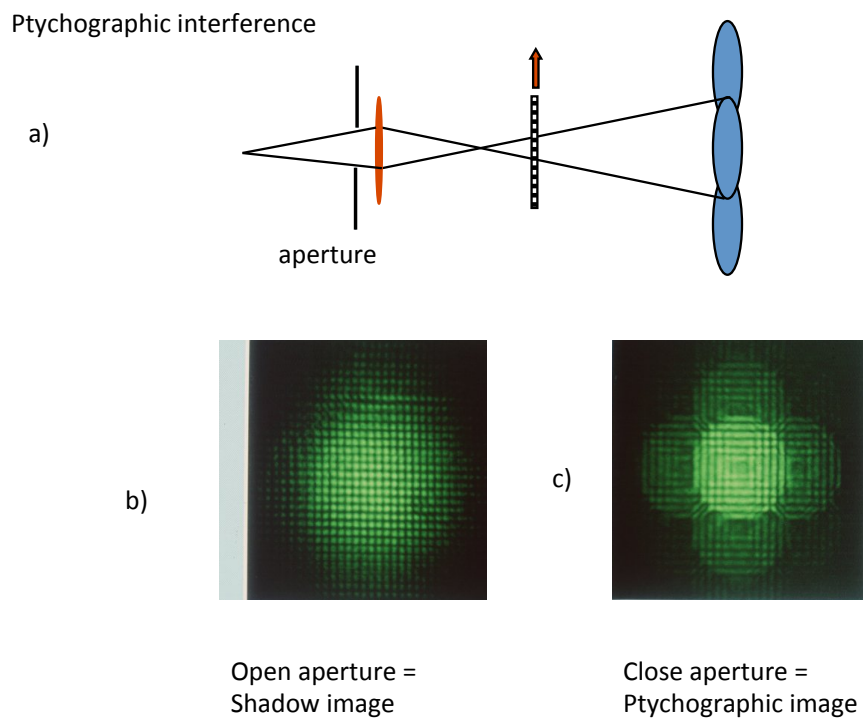 Ptychographic interference
a)
aperture
b)
c)
Open aperture =
Shadow image
Close aperture =
Ptychographic image